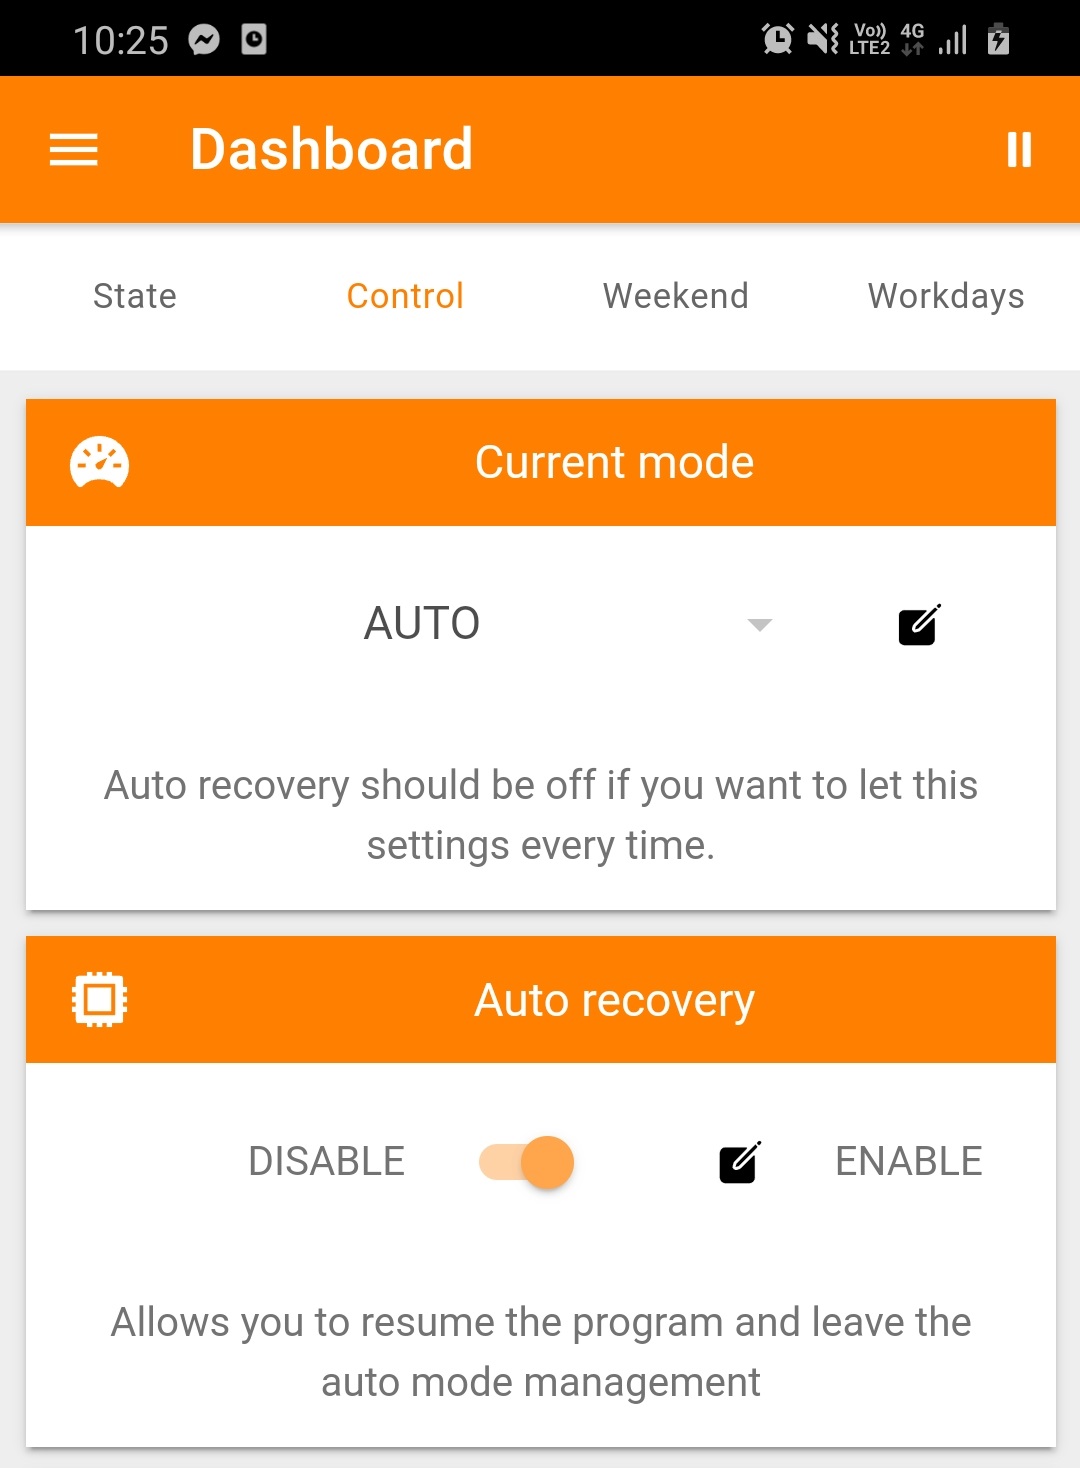 10:25
Vo))
LTE2
4G
Dashboard
State
Control
Weekend
Workdays
Current mode
AUTO
Auto recovery should be off if you want to let this
settings every time.
Auto recovery
DISABLE
ENABLE
Allows you to resume the program and leave the
auto mode management